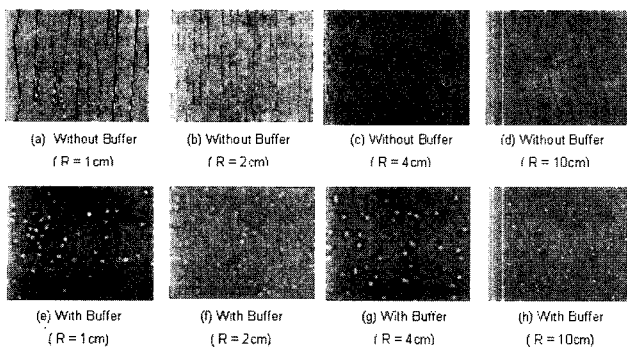 (a) Without Buffer
(b) Without Buffer
(c) Without Buffer
(d) Without Buffer
( R = 1cm)
( R = 2cm)
( R = 4cm)
( R = 10cm)
(e) With Buffer
(f) With Buffer
(g) With Buffer
(h) With Buffer
( R = 1cm)
( R = 2cm)
( R = 4cm)
( R = 10cm)